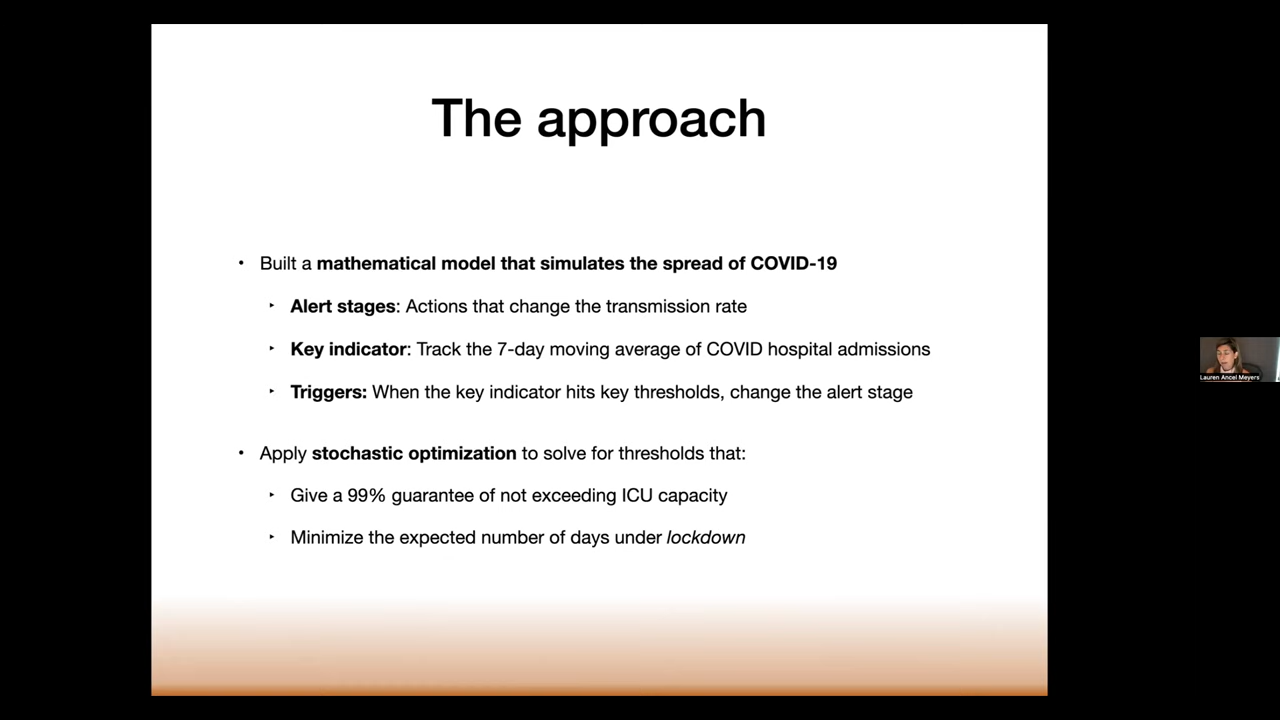 The approach
• Built a mathematical model that simulates the spread of COVID-19
‣ Alert stages: Actions that change the transmission rate
‣ Key indicator: Track the 7-day moving average of COVID hospital admissions
‣ Triggers: When the key indicator hits key thresholds, change the alert stage
• Apply stochastic optimization to solve for thresholds that:
‣ Give a 99% guarantee of not exceeding ICU capacity
‣ Minimize the expected number of days under lockdown
Lauren Ancel Meyers